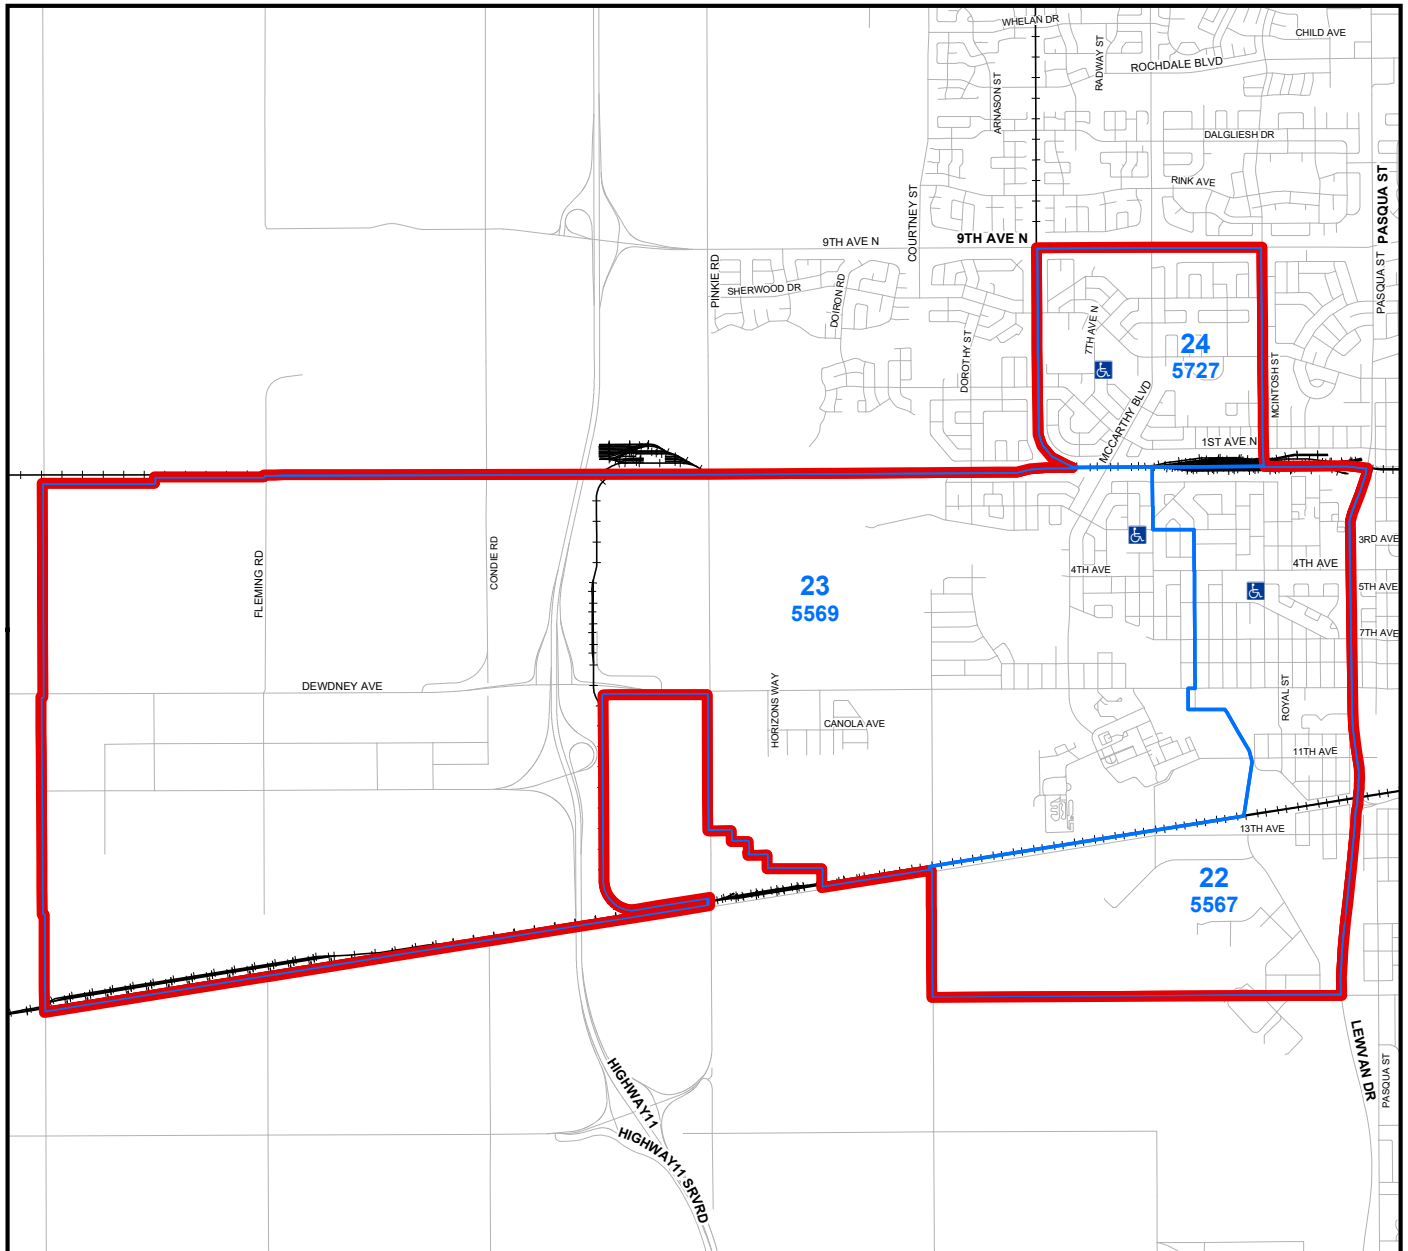 WHELAN DR
CHILD AVE
RADWAY ST
ROCHDALE BLVD
ARNASON ST
DALGLIESH DR
RINK AVE
PASQUA ST
COURTNEY ST
9TH AVE N
9TH AVE N
PINKIE RD
SHERWOOD DR
DOIRON RD
PASQUA ST
7TH AVE N
24
5727
DOROTHY ST
MCINTOSH ST
MCCARTHY BLVD
1ST AVE N
FLEMING RD
CONDIE RD
3RD AVE
4TH AVE
4TH AVE
23
5569
5TH AVE
7TH AVE
DEWDNEY AVE
HORIZONS WAY
CANOLA AVE
ROYAL ST
11TH AVE
13TH AVE
22
5567
HIGHWAY11
LEWVAN DR
PASQUA ST
HIGHWAY11 SRVRD